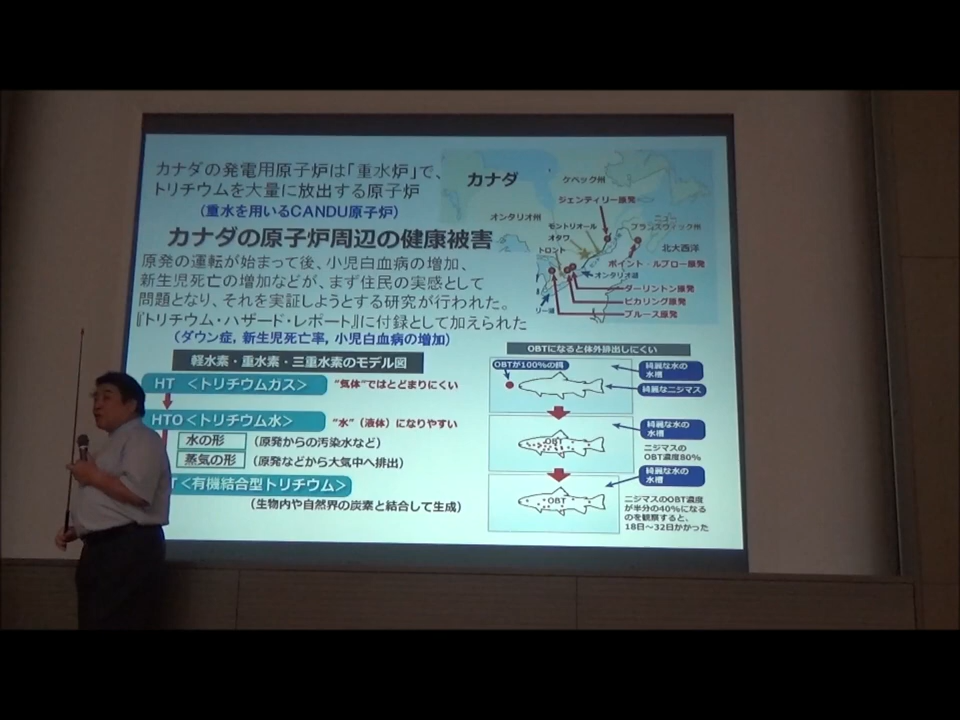 カナダの発電用原子炉は「重水炉」で、
トリチウムを大量に放出する原子炉
（重水を用いるCANDU原子炉）
カナダの原子炉周辺の健康被害
原発の運転が始まって後、小児白血病の増加、
新生児死亡の増加などが、まず住民の実感として
問題となり、それを実証しようとする研究が行われた。
『トリチウム・ハザード・レポート』に付録として加えられた
（ダウン症，新生児死亡率，小児白血病の増加）
カナダ
ケベック州
ジェンティリー原発
オンタリオ州
モントリオール
オタワ
トロント
ニュー
ブランズウィック州
北大西洋
ポイント・ルプロー原発
オンタリオ湖
ダーリントン原発
ピカリング原発
ブルース原発
軽水素・重水素・三重水素のモデル図
HT ＜トリチウムガス＞
“気体”ではとどまりにくい
HTO＜トリチウム水＞
“水”（液体）になりやすい
水の形
（原発からの汚染水など）
蒸気の形
（原発などから大気中へ排出）
T＜有機結合型トリチウム＞
（生物内や自然界の炭素と結合して生成）
OBTになると体外排出しにくい
OBTが100%の餌
綺麗な水の
水槽
綺麗なニジマス
OBT
綺麗な水の
水槽
ニジマスの
OBT濃度80%
綺麗な水の
水槽
OBT
ニジマスのOBT濃度
が半分の40%になる
のを観察すると、
18日～32日かかった